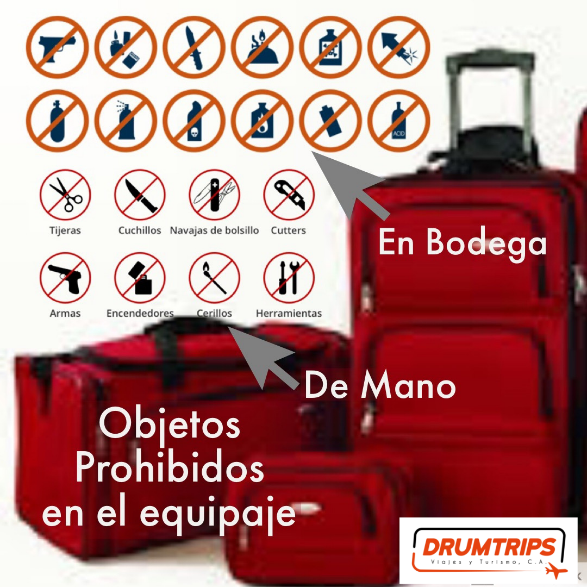 ACID
Tijeras
Cuchillos
Navajas de bolsillo
Cutters
En Bodega
Armas
Encendedores
Cerillos
Herramientas
De Mano
Objetos
Prohibidos
en el equipaje
DRUMTRIPS
Viajes y Turismo, C.A.